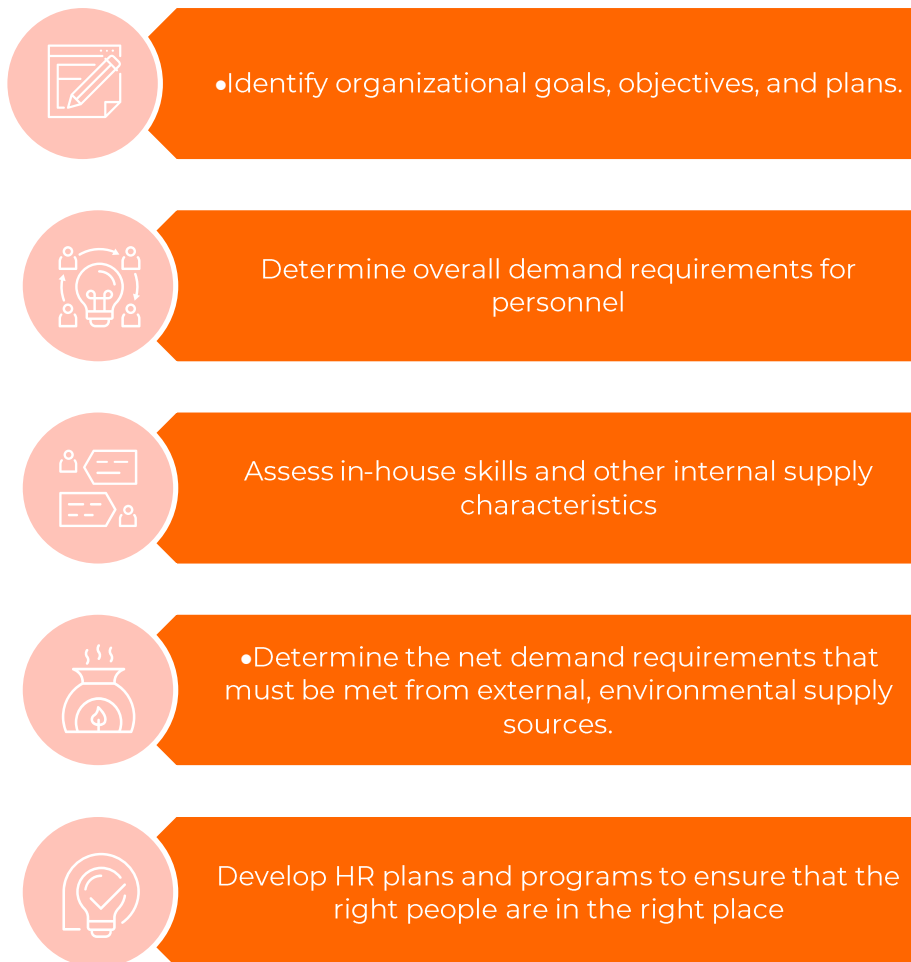 •Identify organizational goals, objectives, and plans.
Determine overall demand requirements for
personnel
Assess in-house skills and other internal supply
characteristics
•Determine the net demand requirements that
must be met from external, environmental supply
sources.
Develop HR plans and programs to ensure that the
right people are in the right place